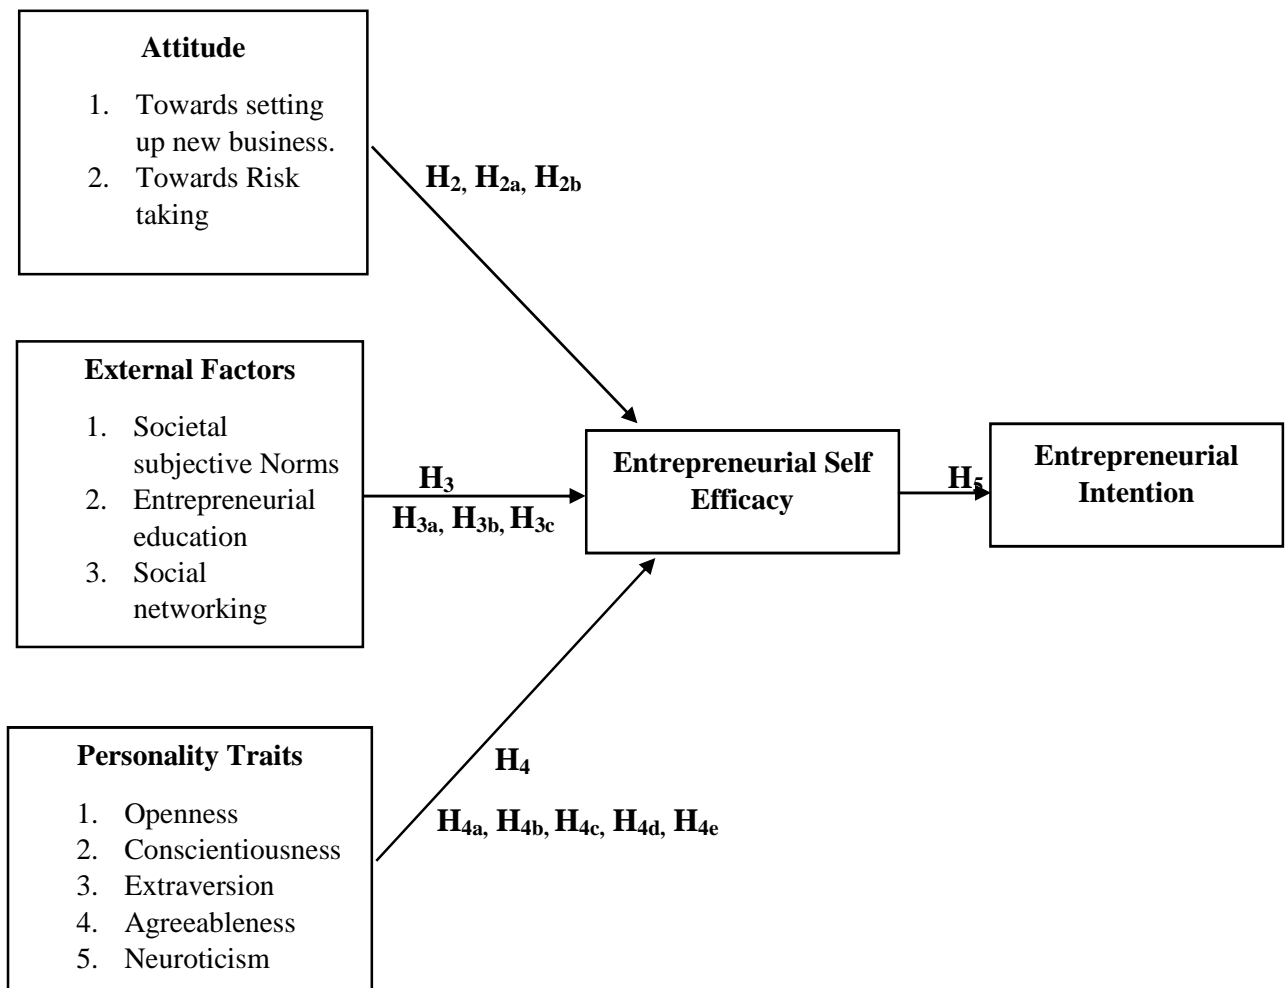 Attitude
1. Towards setting
up new business.
2. Towards Risk
taking
H2, H2a, H2b
External Factors
1. Societal
subjective Norms
2. Entrepreneurial
education
3. Social
networking
H3
H3a, H3b, H3c
Entrepreneurial Self
Efficacy
H5
Entrepreneurial
Intention
Personality Traits
1. Openness
2. Conscientiousness
3. Extraversion
4. Agreeableness
5. Neuroticism
H4
H4a, H4b, H4c, H4d, H4e